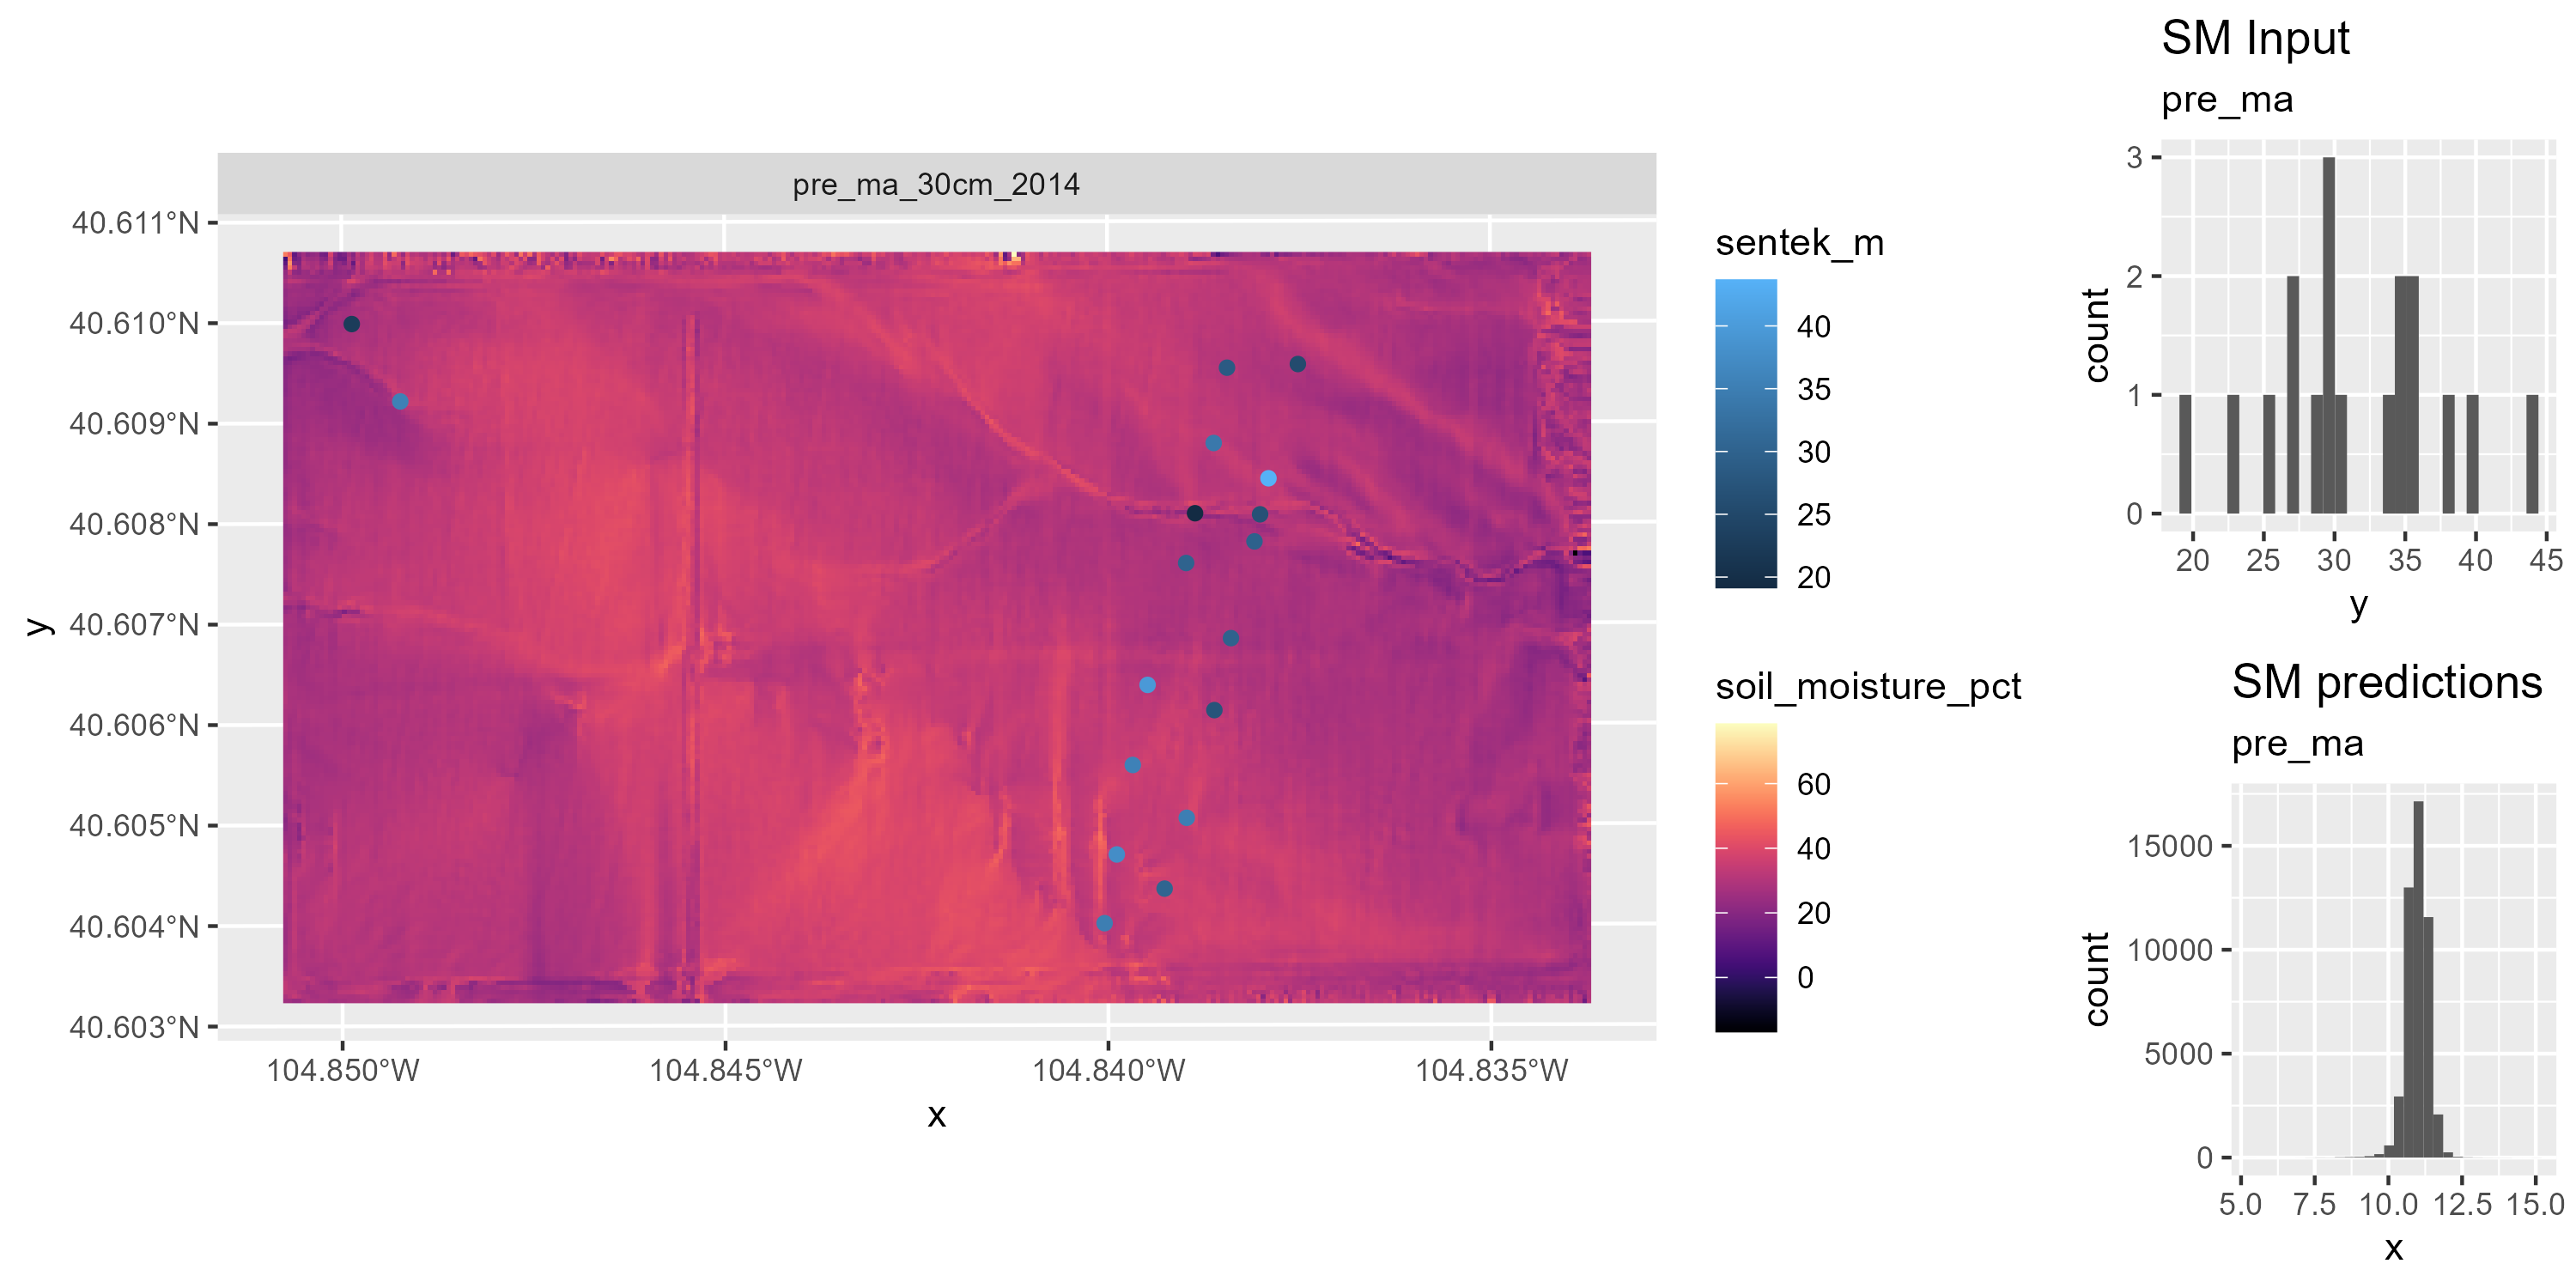 pre_ma_30cm_2014
40.611°N
40.610°N
40.609°N
40.608°N
40.607°N
40.606°N
40.605°N
40.604°N
40.603°N
y
104.850°W
104.845°W
104.840°W
104.835°W
x
sentek_m
40
35
30
25
20
soil_moisture_pct
60
40
20
0
SM Input
pre_ma
3
2
1
0
count
20
25
30
35
40
45
y
SM predictions
pre_ma
15000
10000
5000
0
count
5.0
7.5
10.0
12.5
15.0
x